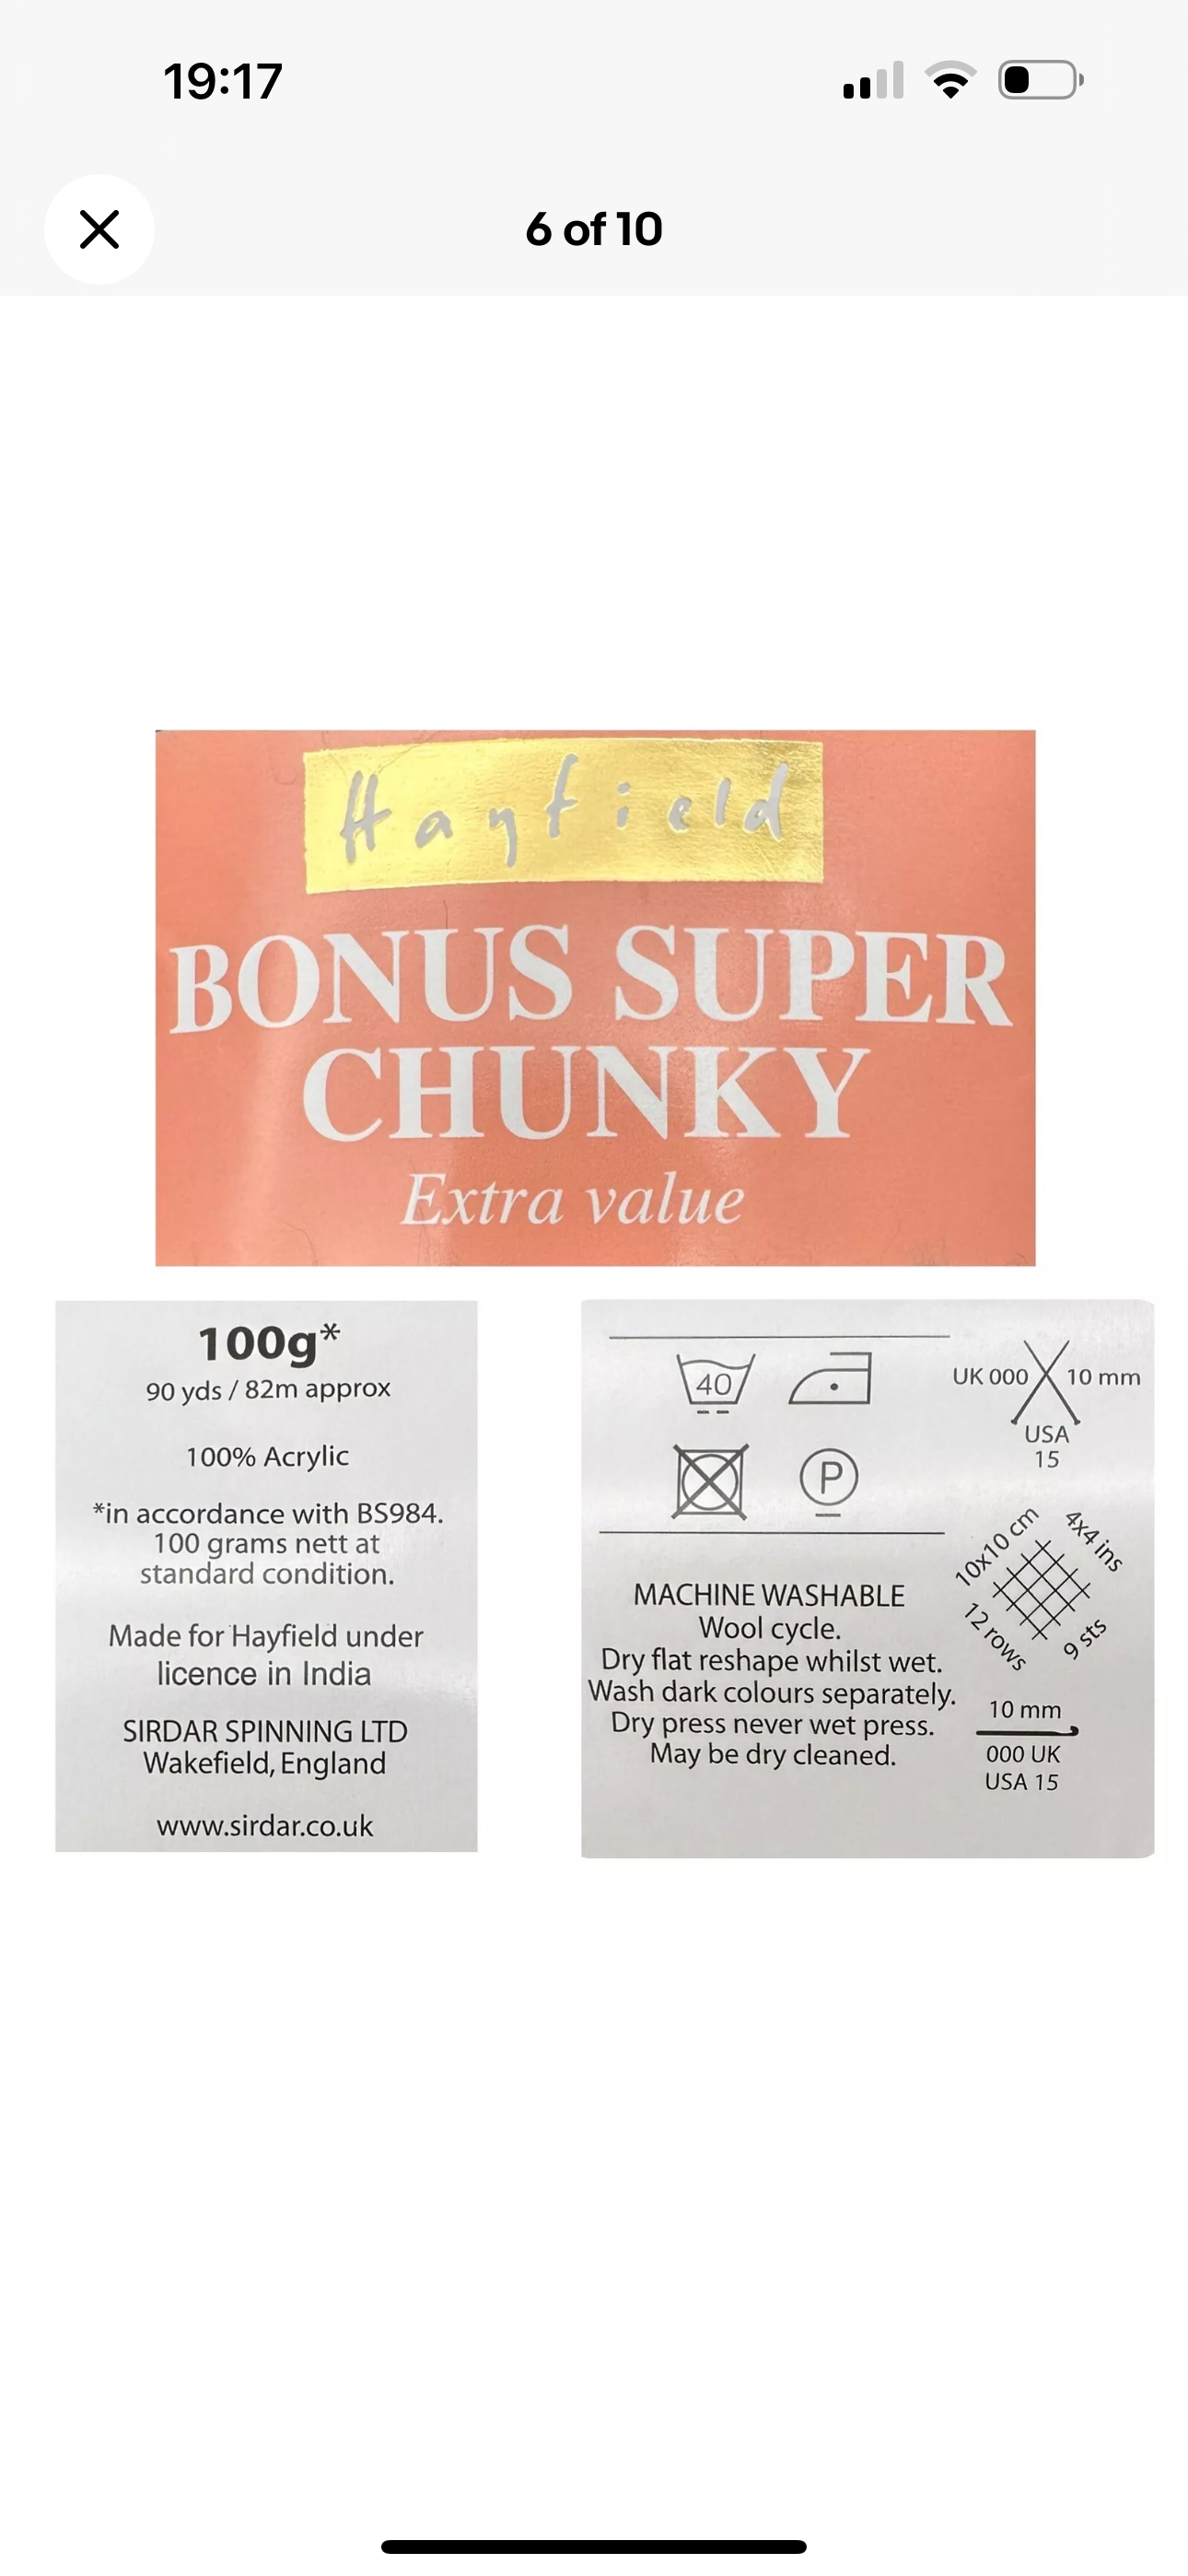 19:17
6 of 10
Hayfield
BONUS SUPER
CHUNKY
Extra value
100g*
90 yds / 82m approx
100% Acrylic
*in accordance with BS984.
100 grams nett at
standard condition.
Made for Hayfield under
licence in India
SIRDAR SPINNING LTD
Wakefield, England
www.sirdar.co.uk
40
P
MACHINE WASHABLE
Wool cycle.
Dry flat reshape whilst wet.
Wash dark colours separately.
Dry press never wet press.
May be dry cleaned.
UK 000 10 mm
USA
15
10x10 cm
4x4 ins
12 rows
9 sts
10 mm
000 UK
USA 15